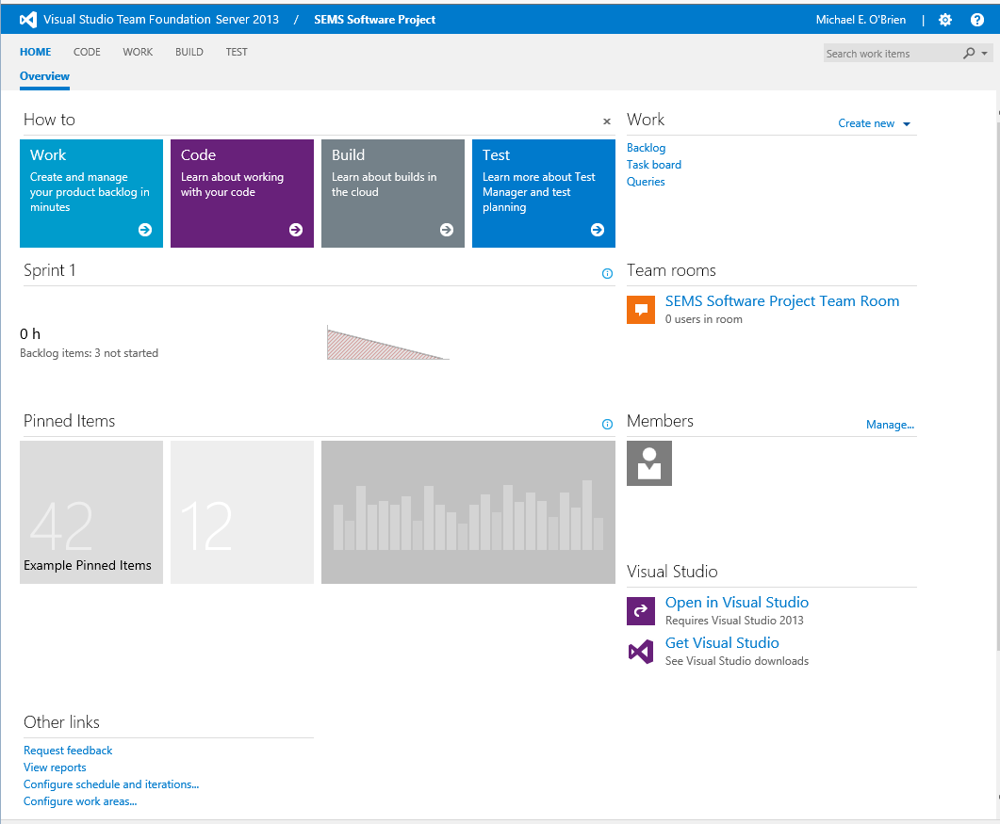 Visual Studio Team Foundation Server 2013 / SEMS Software Project
Michael E. O'Brien |
HOME CODE WORK BUILD TEST
Search work items
Overview
How to
Work
Create and manage
your product backlog in
minutes
Code
Learn about working
with your code
Build
Learn about builds in
the cloud
Test
Learn more about Test
Manager and test
planning
Work
Create new
Backlog
Task board
Queries
Sprint 1
0 h
Backlog items: 3 not started
Team rooms
SEMS Software Project Team Room
0 users in room
Pinned Items
42
Example Pinned Items
12
Members
Manage...
Visual Studio
Open in Visual Studio
Requires Visual Studio 2013
Get Visual Studio
See Visual Studio downloads
Other links
Request feedback
View reports
Configure schedule and iterations...
Configure work areas...